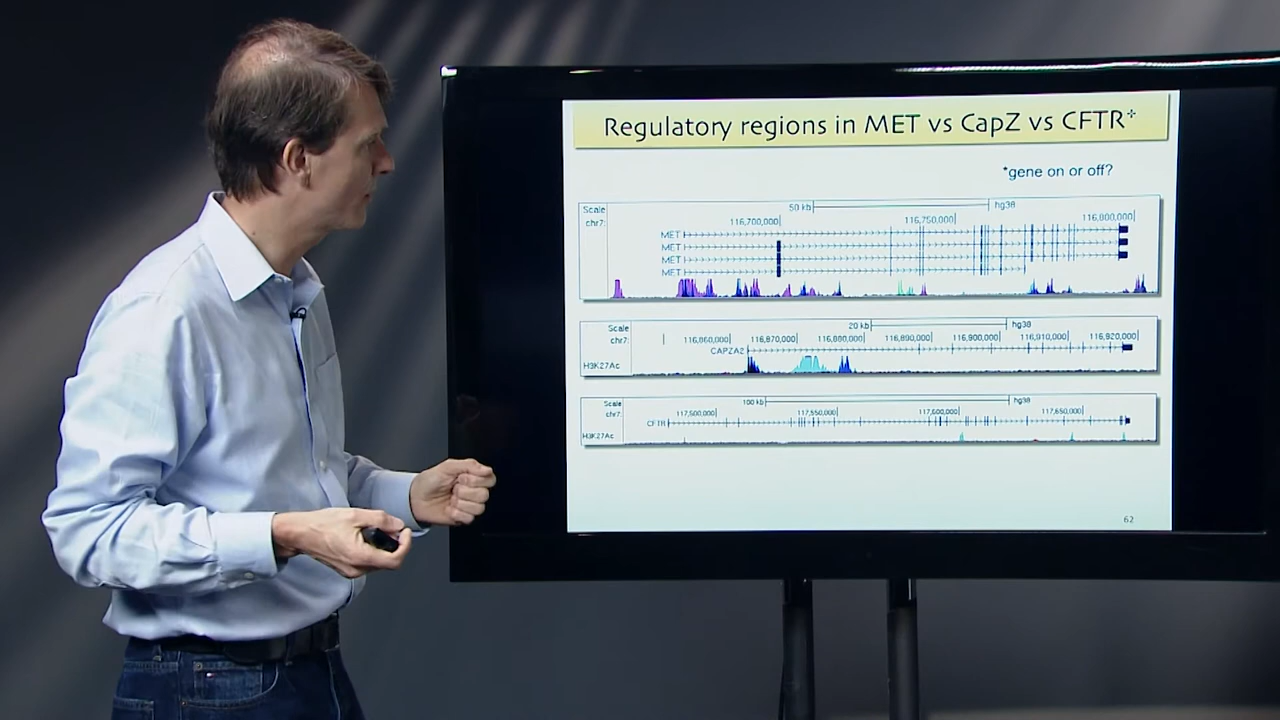 Regulatory regions in MET vs CapZ vs CFTR*
*gene on or off?
Scale 50 kb hg38
chr7: 116,700,000 116,750,000 116,800,000
MET
MET
MET
MET
Scale 20 kb hg38
chr7: 116,860,000 116,870,000 116,880,000 116,890,000 116,900,000 116,910,000 116,920,000
CAPZA2
H3K27Ac
Scale 100 kb hg38
chr7: 117,500,000 117,550,000 117,600,000 117,650,000
CFTR
H3K27Ac
62